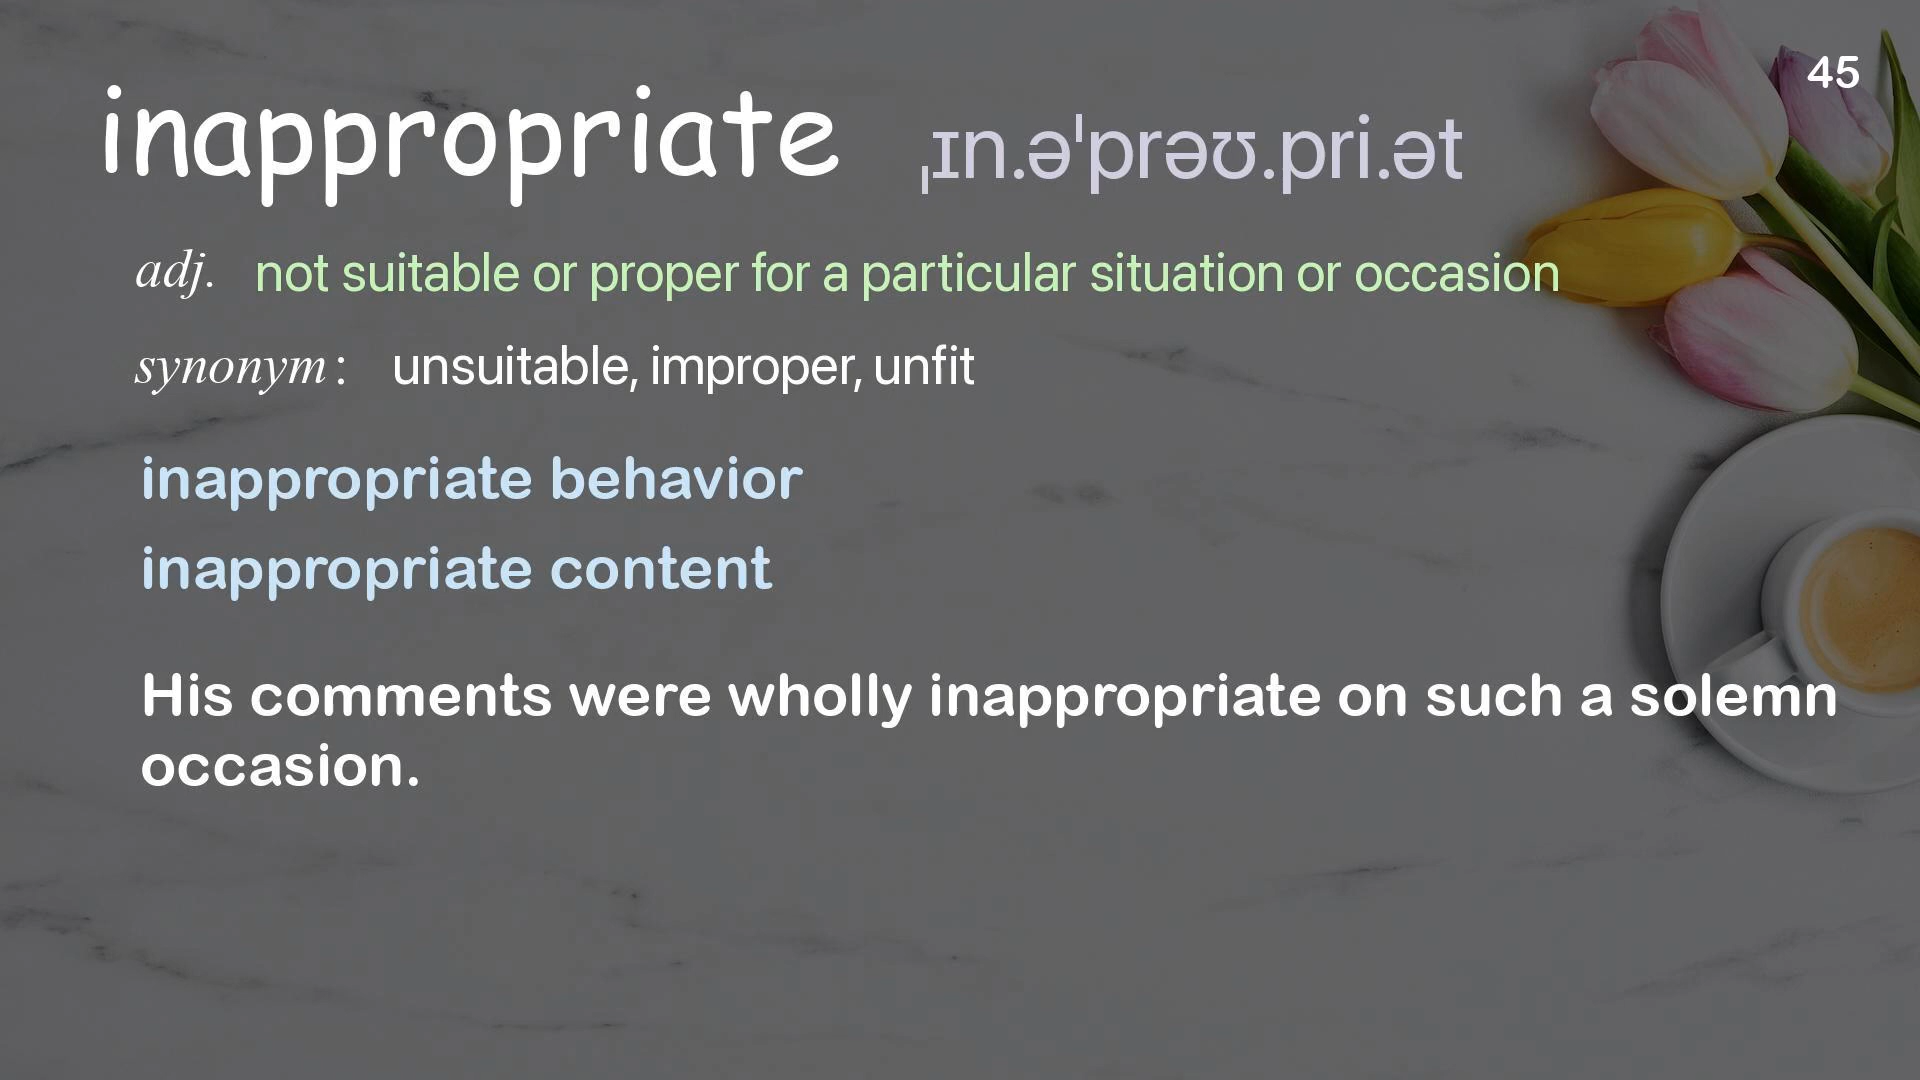 45
inappropriate ˌɪn.əˈprəʊ.pri.ət
adj. not suitable or proper for a particular situation or occasion
synonym: unsuitable, improper, unfit
inappropriate behavior
inappropriate content
His comments were wholly inappropriate on such a solemn
occasion.